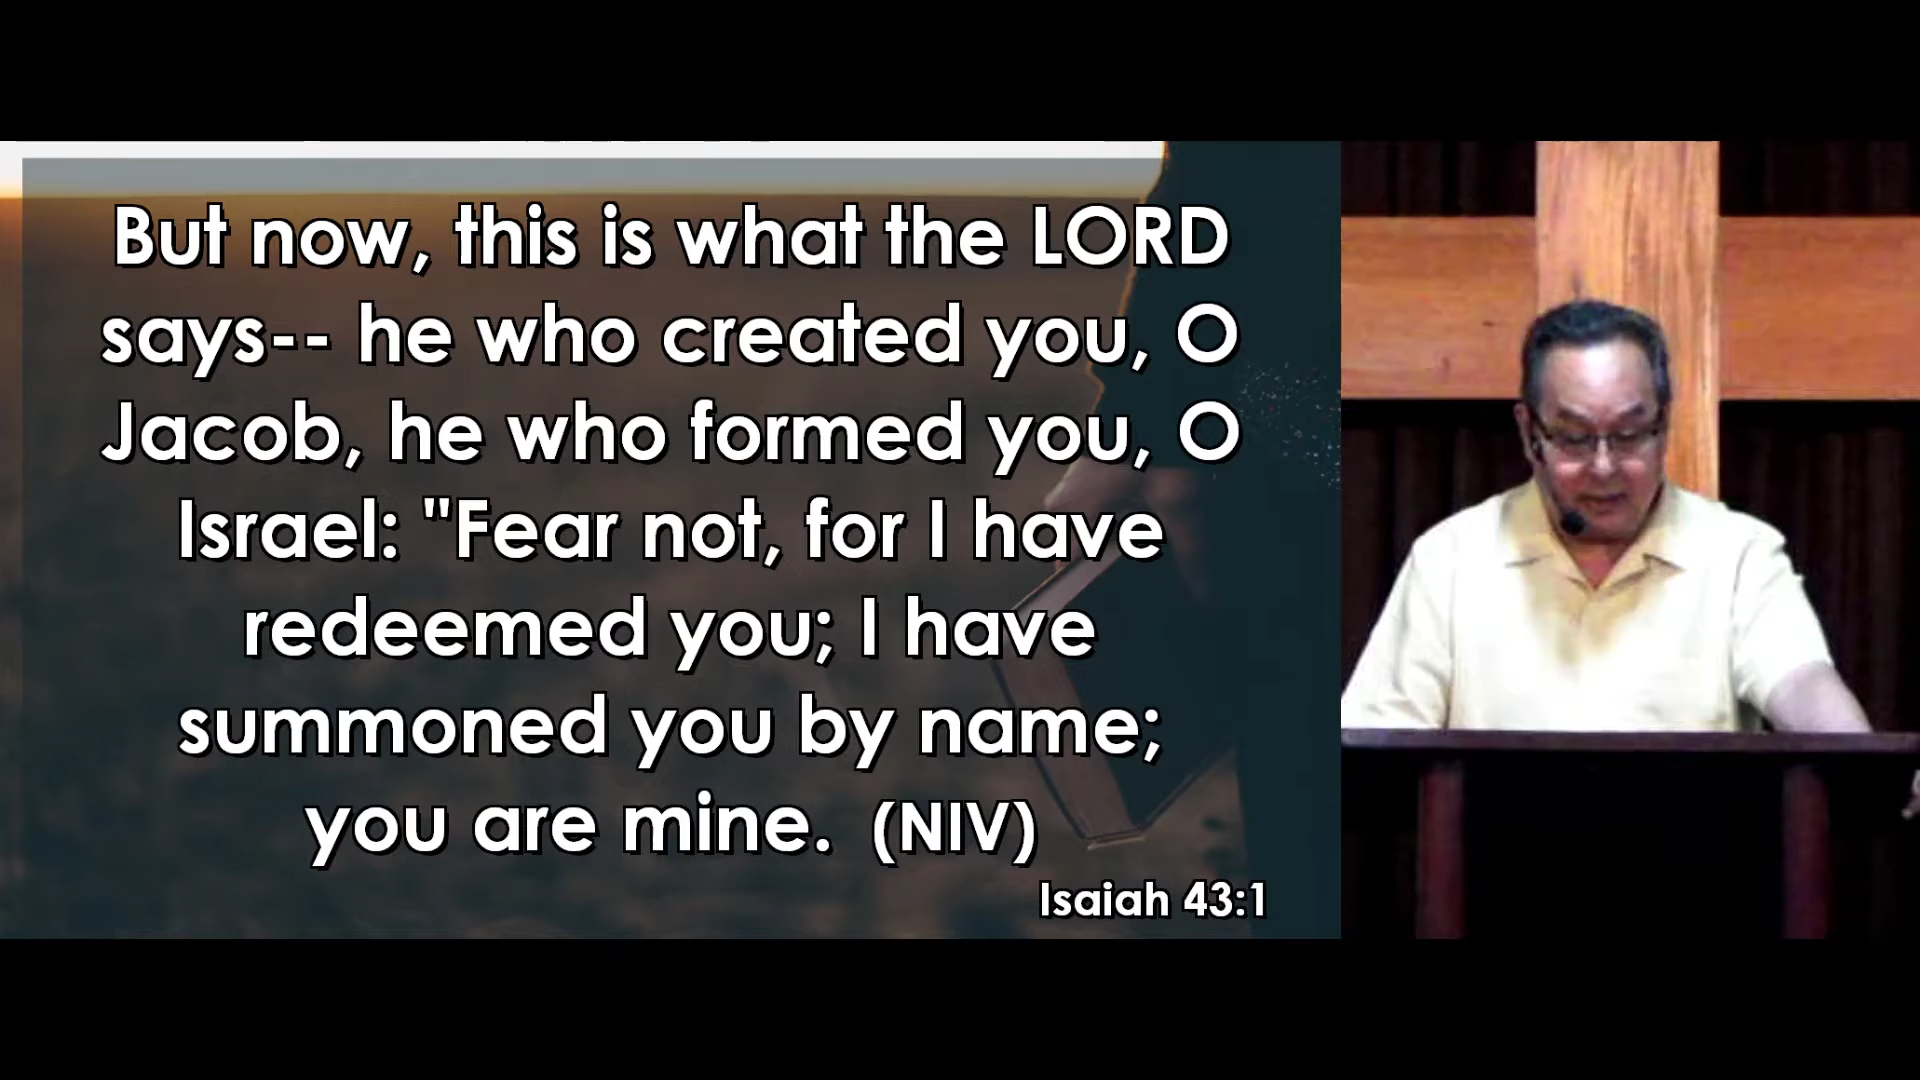 But now, this is what the LORD
says-- he who created you, O
Jacob, he who formed you, O
Israel: "Fear not, for I have
redeemed you; I have
summoned you by name;
you are mine.  (NIV)
Isaiah 43:1